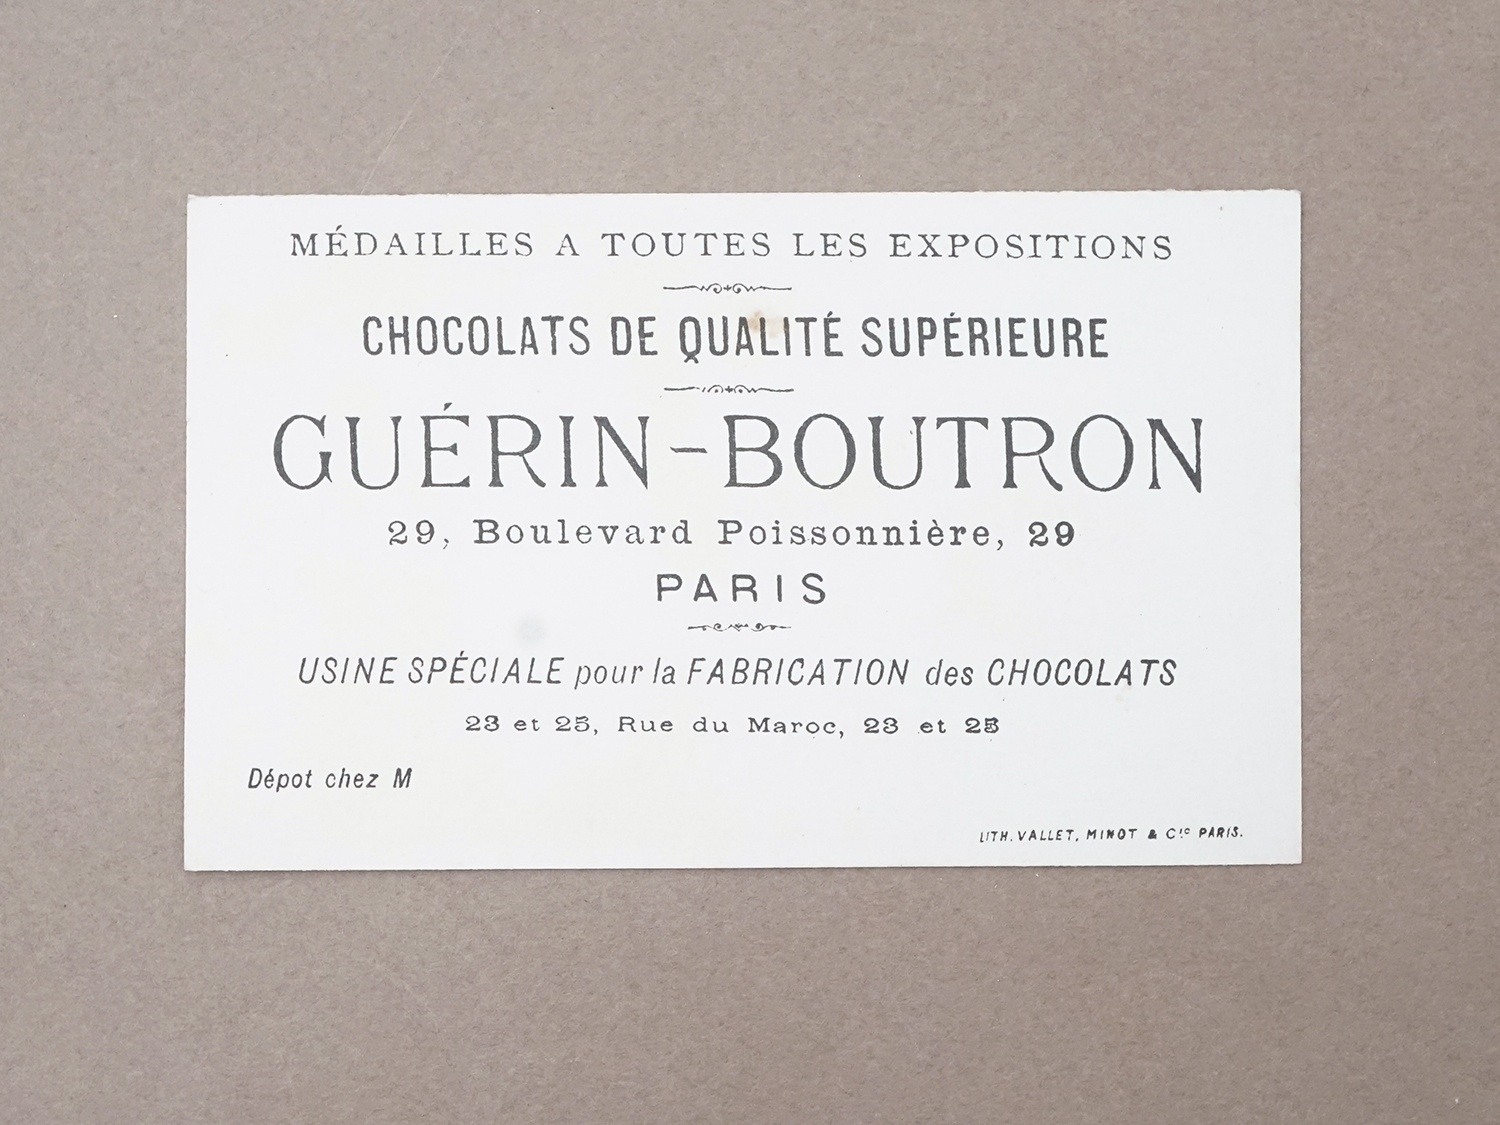 MÉDAILLES A TOUTES LES EXPOSITIONS
CHOCOLATS DE QUALITÉ SUPÉRIEURE
GUÉRIN-BOUTRON
29, Boulevard Poissonnière, 29
PARIS
USINE SPÉCIALE pour la FABRICATION des CHOCOLATS
23 et 25, Rue du Maroc, 23 et 25
Dépot chez M
LITH. VALLET, MINOT & Cie PARIS.